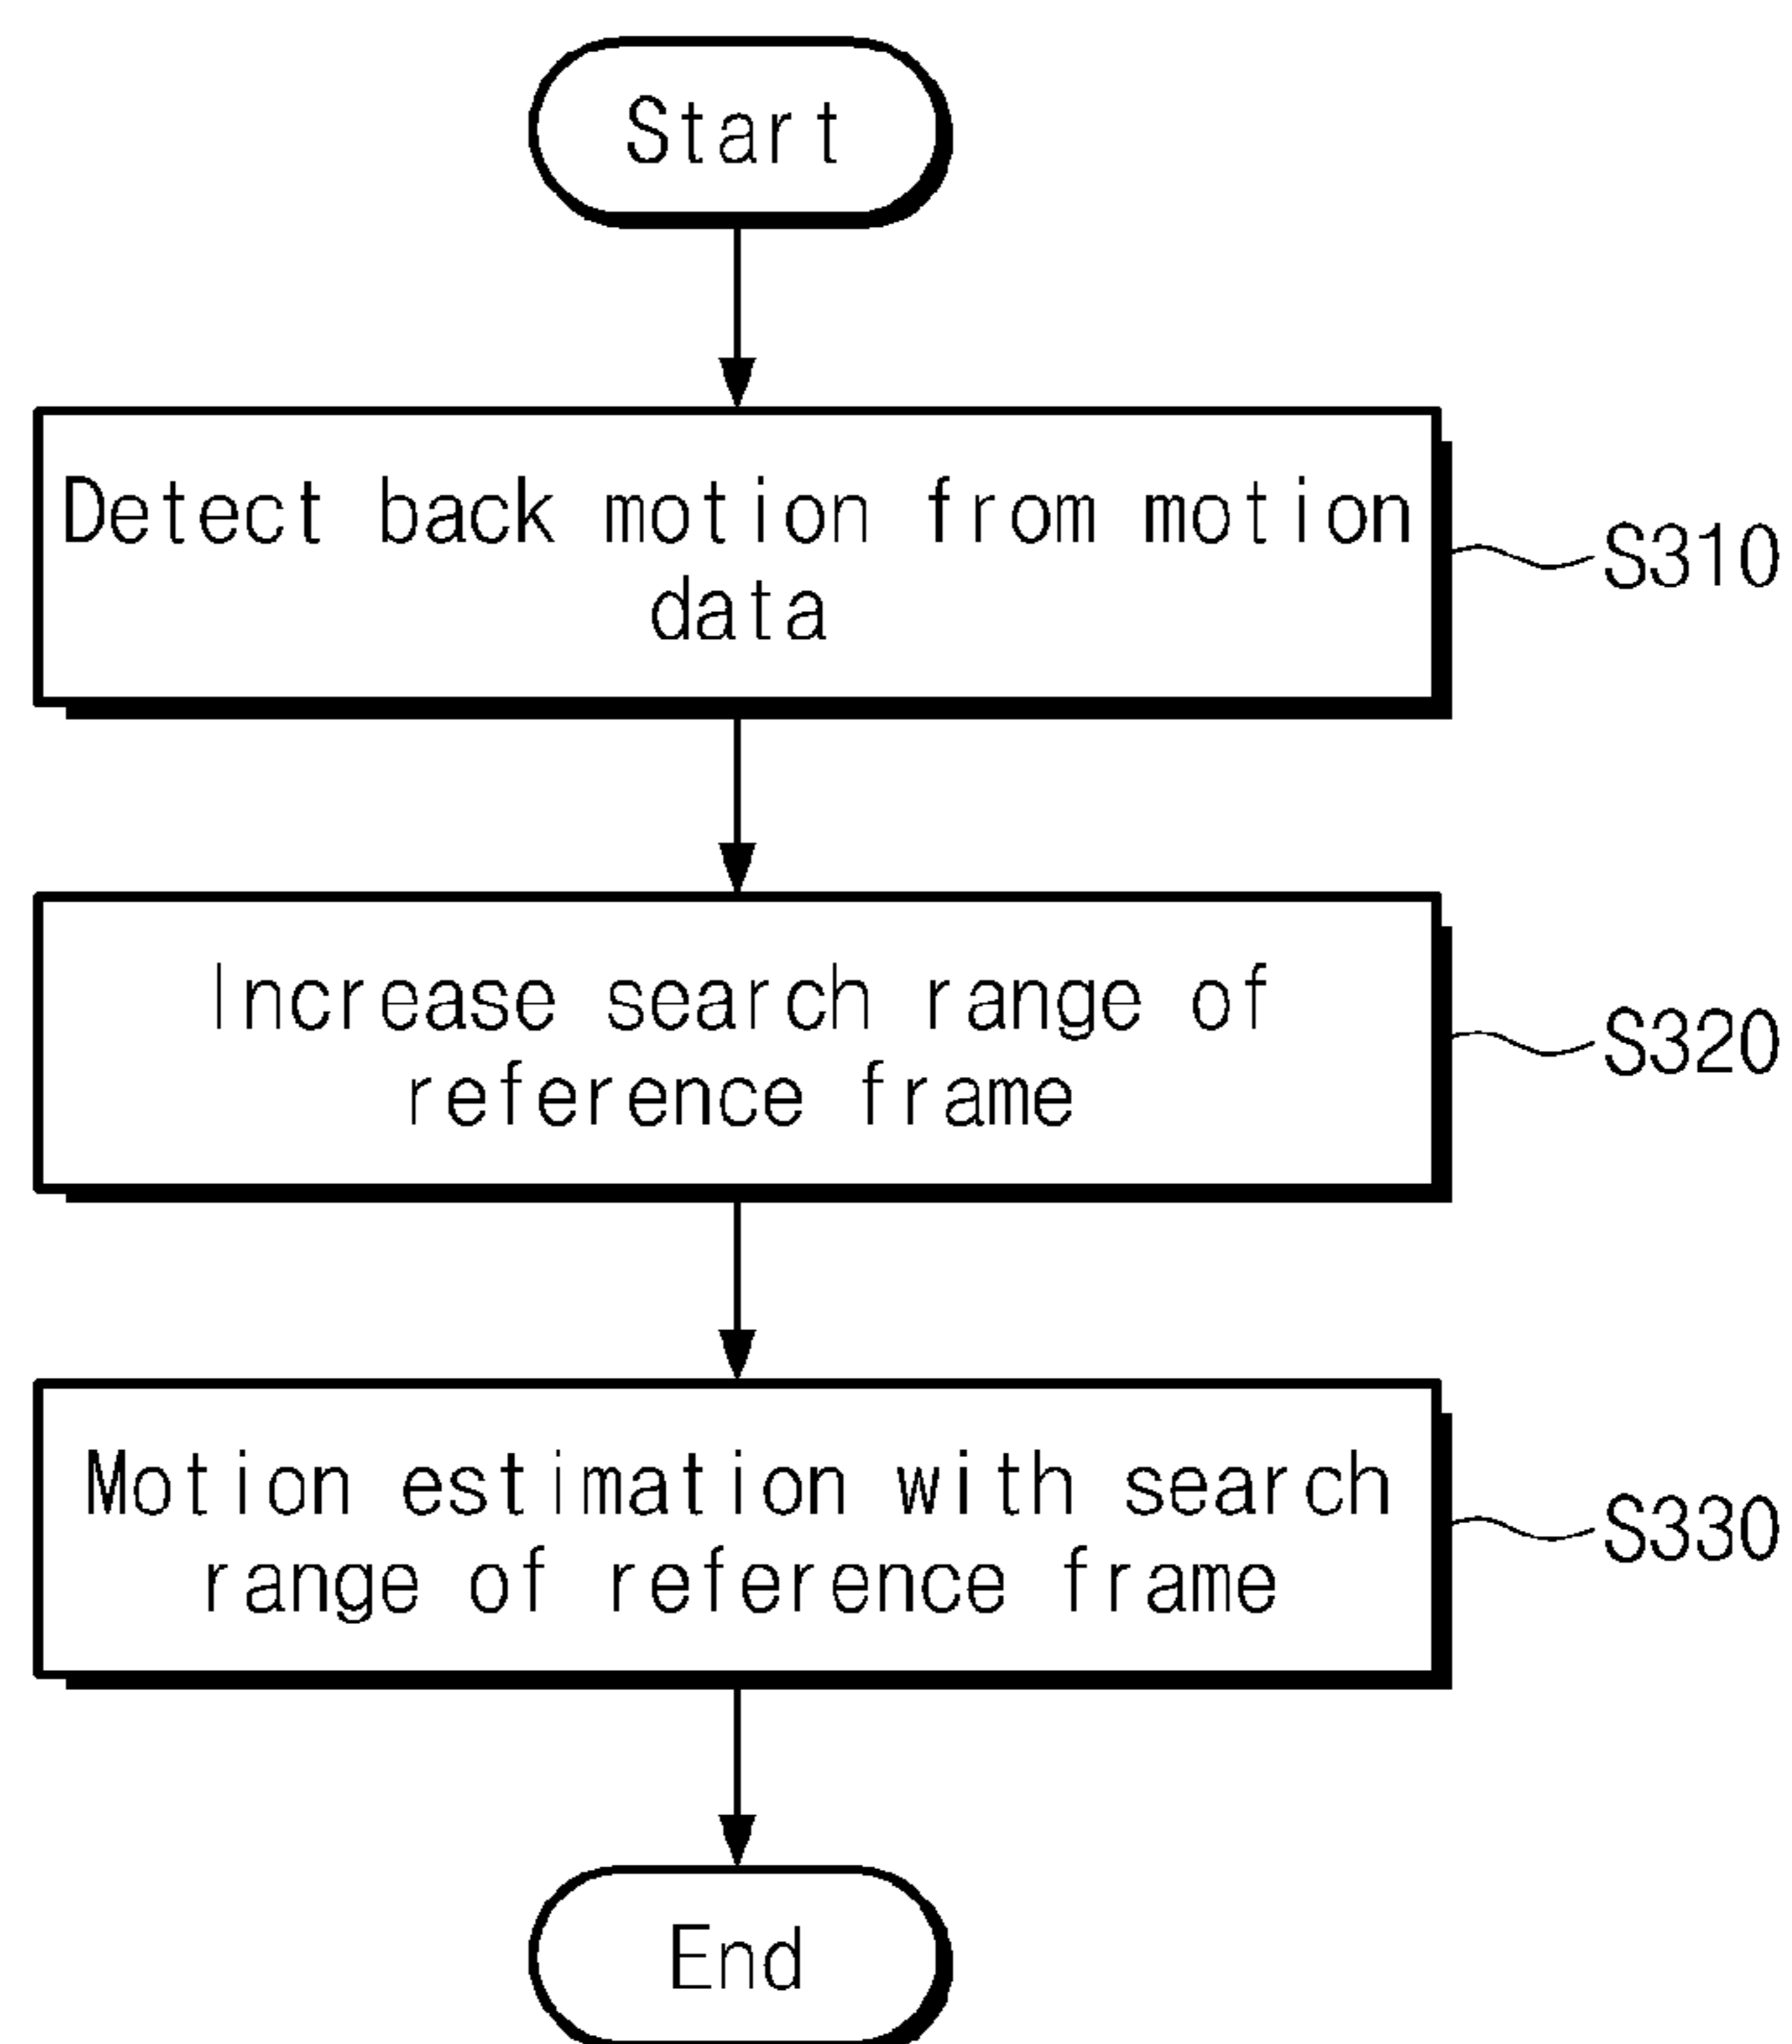 Start
Detect back motion from motion
data
S310
Increase search range of
reference frame
S320
Motion estimation with search
range of reference frame
S330
End